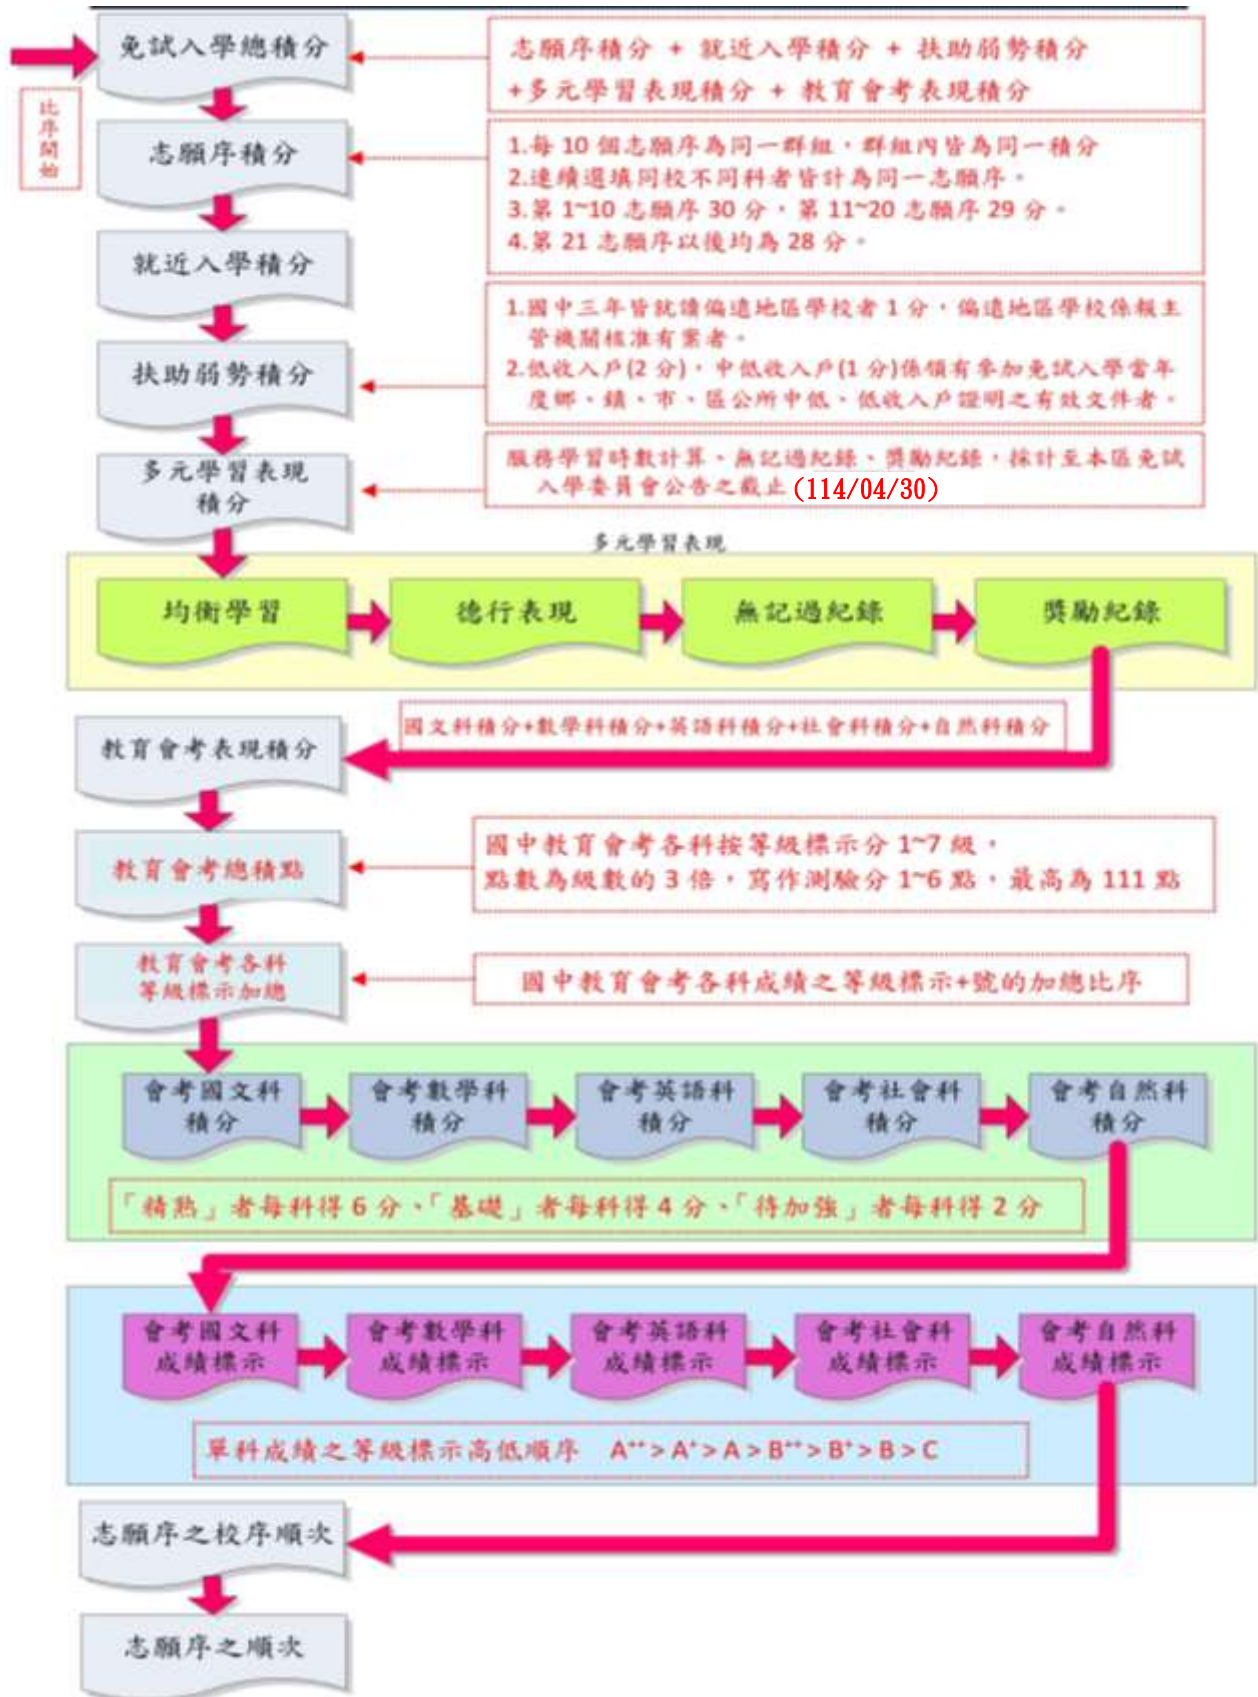 免試入學總積分
志願序積分 + 就近入學積分 + 扶助弱勢積分
+多元學習表現積分 + 教育會考表現積分
比序開始
志願序積分
1.每 10 個志願序為同一群組，群組內皆為同一積分
2.連續選填同校不同科者皆計為同一志願序。
3.第 1~10 志願序 30 分，第 11~20 志願序 29 分。
4.第 21 志願序以後均為 28 分。
就近入學積分
扶助弱勢積分
1.國中三年皆就讀偏遠地區學校者 1 分，偏遠地區學校係報主
管機關核准有案者。
2.低收入戶(2 分)，中低收入戶(1 分)係領有參加免試入學當年
度鄉、鎮、市、區公所中低、低收入戶證明之有效文件者。
多元學習表現
積分
服務學習時數計算、無記過紀錄、獎勵紀錄，採計至本區免試
入學委員會公告之截止(114/04/30)
多元學習表現
均衡學習
德行表現
無記過紀錄
獎勵紀錄
國文科積分+數學科積分+英語科積分+社會科積分+自然科積分
教育會考表現積分
教育會考總積點
國中教育會考各科按等級標示分 1~7 級，
點數為級數的 3 倍，寫作測驗分 1~6 點，最高為 111 點
教育會考各科
等級標示加總
國中教育會考各科成績之等級標示+號的加總比序
會考國文科
積分
會考數學科
積分
會考英語科
積分
會考社會科
積分
會考自然科
積分
「精熟」者每科得 6 分、「基礎」者每科得 4 分、「待加強」者每科得 2 分
會考國文科
成績標示
會考數學科
成績標示
會考英語科
成績標示
會考社會科
成績標示
會考自然科
成績標示
單科成績之等級標示高低順序 A⁺⁺ > A⁺ > A > B⁺⁺ > B⁺ > B > C
志願序之校序順次
志願序之順次